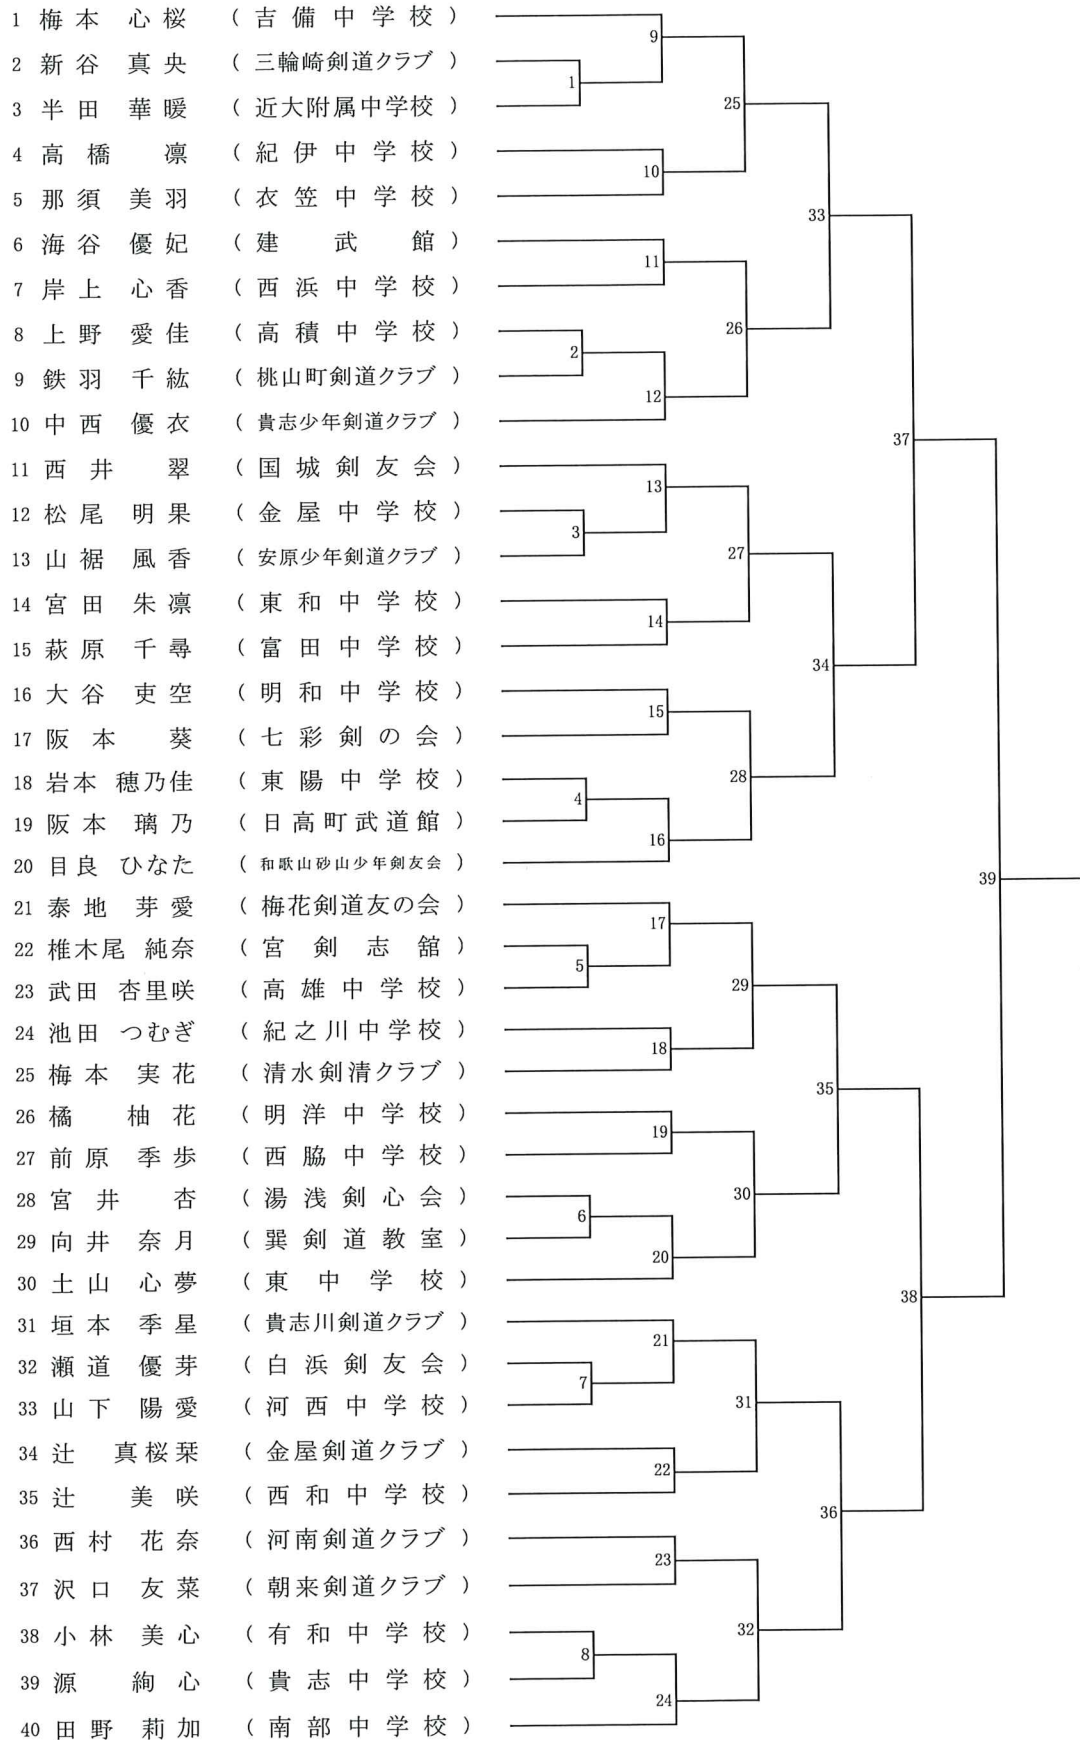 1 梅本 心桜 (吉備中学校)
2 新谷 真央 (三輪崎剣道クラブ)
3 半田 華暖 (近大附属中学校)
4 高橋 凛 (紀伊中学校)
5 那須 美羽 (衣笠中学校)
6 海谷 優妃 (建武館)
7 岸上 心香 (西浜中学校)
8 上野 愛佳 (高積中学校)
9 鉄羽 千紘 (桃山町剣道クラブ)
10 中西 優衣 (貴志少年剣道クラブ)
11 西井 翠 (国城剣友会)
12 松尾 明果 (金屋中学校)
13 山裾 風香 (安原少年剣道クラブ)
14 宮田 朱凛 (東和中学校)
15 萩原 千尋 (富田中学校)
16 大谷 吏空 (明和中学校)
17 阪本 葵 (七彩剣の会)
18 岩本 穂乃佳 (東陽中学校)
19 阪本 璃乃 (日高町武道館)
20 目良 ひなた (和歌山砂山少年剣友会)
21 泰地 芽愛 (梅花剣道友の会)
22 椎木尾 純奈 (宮剣志舘)
23 武田 杏里咲 (高雄中学校)
24 池田 つむぎ (紀之川中学校)
25 梅本 実花 (清水剣清クラブ)
26 橘 柚花 (明洋中学校)
27 前原 季歩 (西脇中学校)
28 宮井 杏 (湯浅剣心会)
29 向井 奈月 (巽剣道教室)
30 土山 心夢 (東中学校)
31 垣本 季星 (貴志川剣道クラブ)
32 瀬道 優芽 (白浜剣友会)
33 山下 陽愛 (河西中学校)
34 辻 真桜栞 (金屋剣道クラブ)
35 辻 美咲 (西和中学校)
36 西村 花奈 (河南剣道クラブ)
37 沢口 友菜 (朝来剣道クラブ)
38 小林 美心 (有和中学校)
39 源 絢心 (貴志中学校)
40 田野 莉加 (南部中学校)
1
2
3
4
5
6
7
8
9
10
11
12
13
14
15
16
17
18
19
20
21
22
23
24
25
26
27
28
29
30
31
32
33
34
35
36
37
38
39